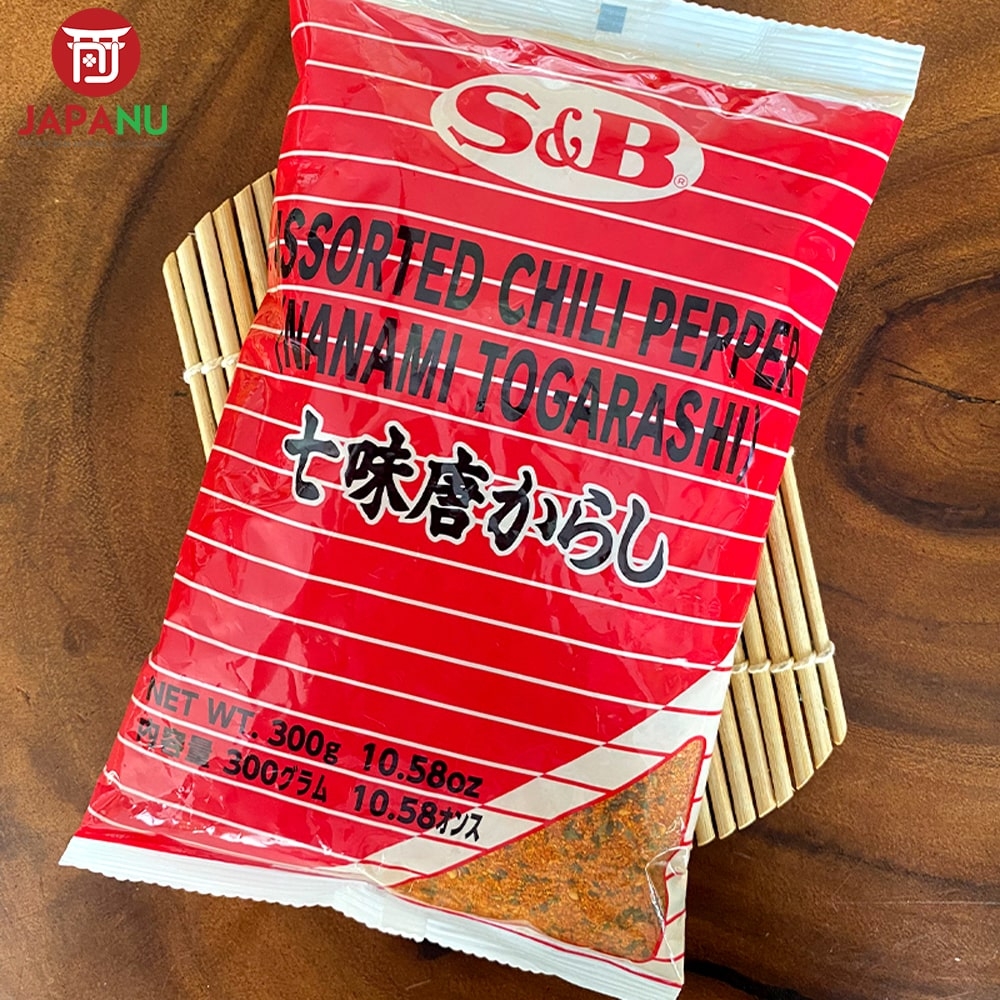 JAPANU
S&B®
ASSORTED CHILI PEPPER
(NANAMI TOGARASHI)
七味唐からし
NET WT. 300g 10.58oz
内容量 300グラム 10.58オンス